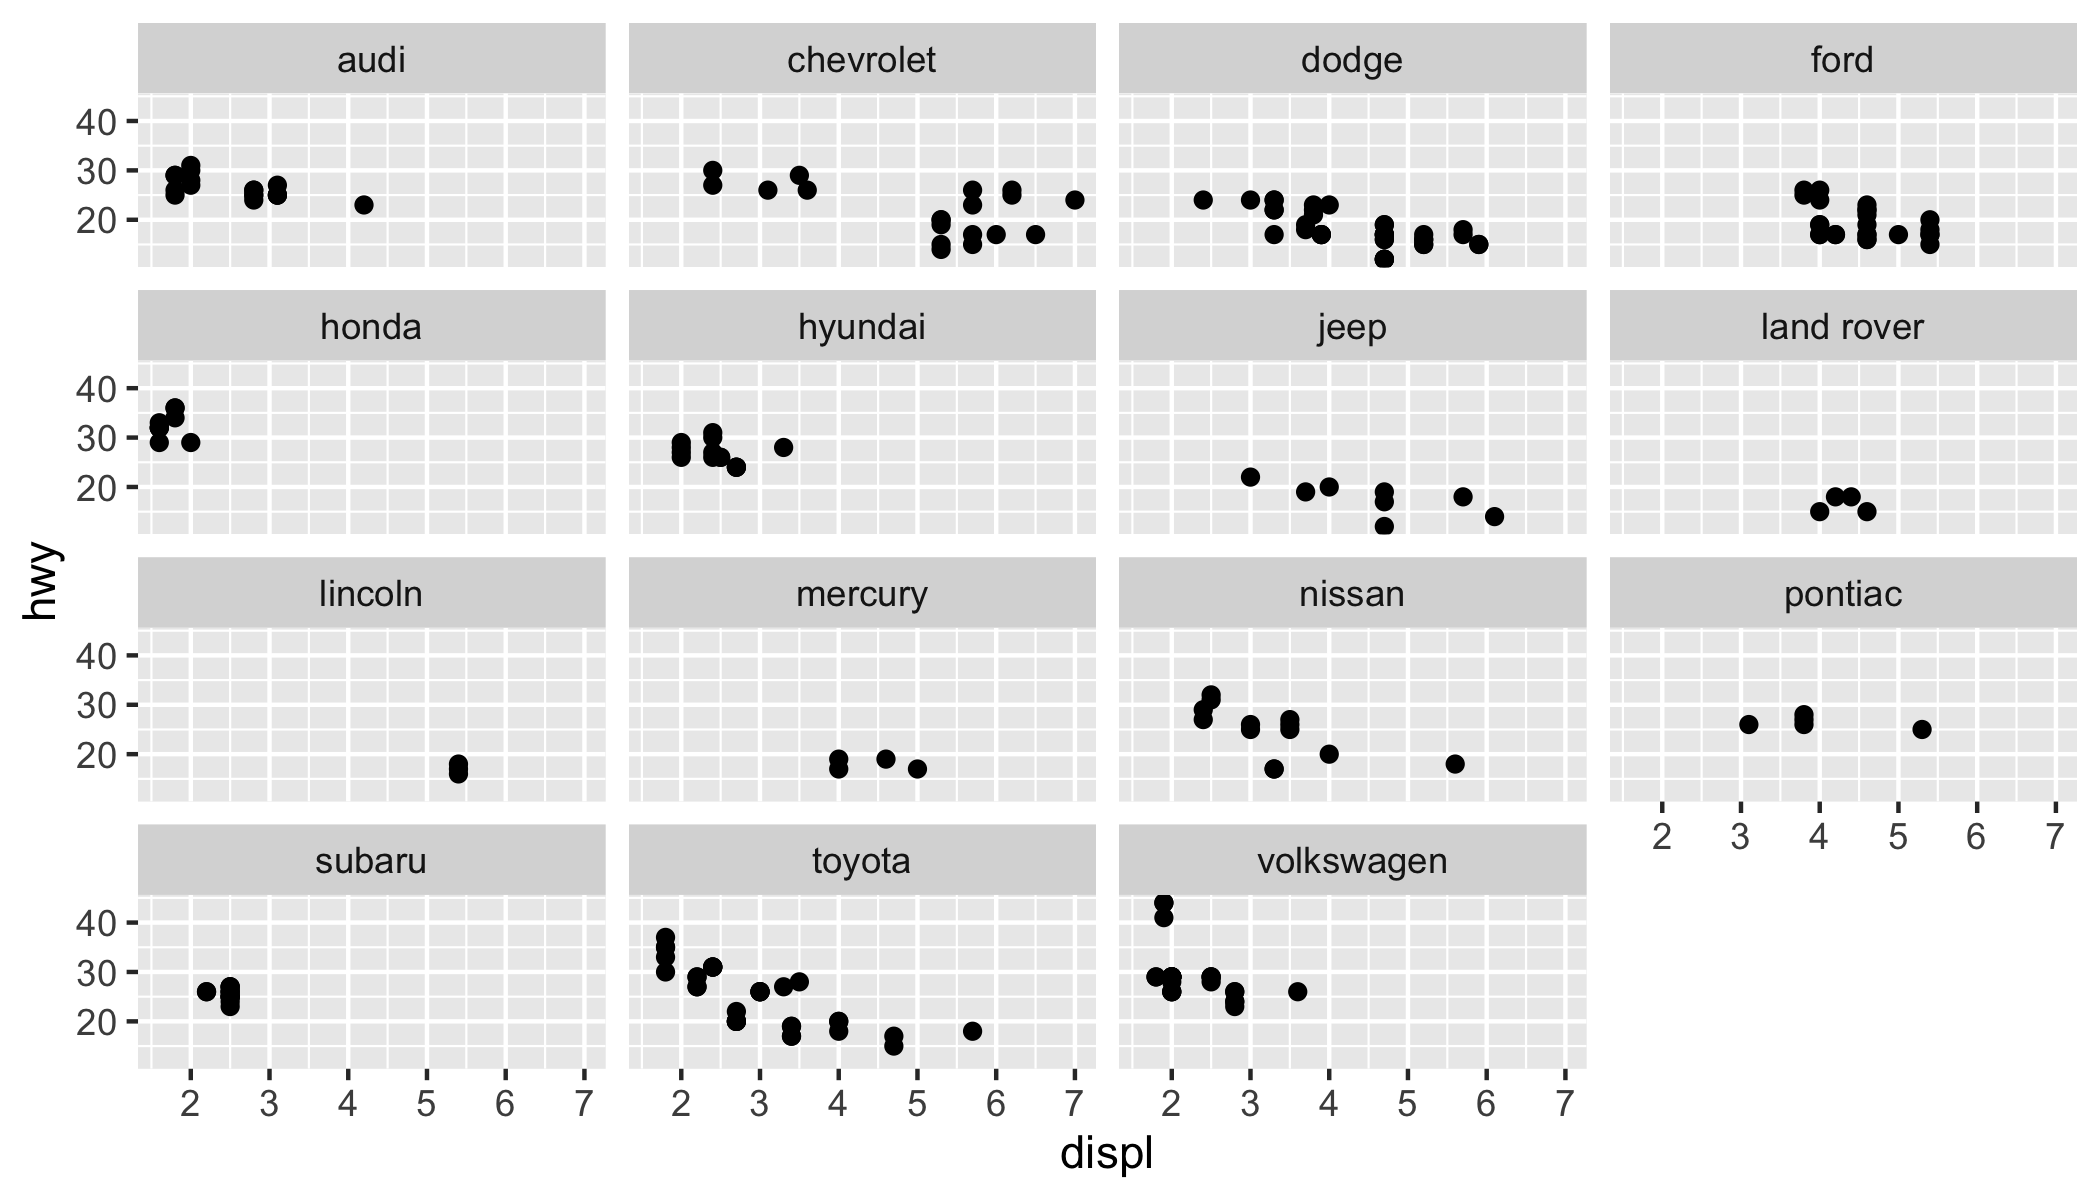 audi chevrolet dodge ford
40
30
20
honda hyundai jeep land rover
40
30
20
hwy
lincoln mercury nissan pontiac
40
30
20
2 3 4 5 6 7
subaru toyota volkswagen
40
30
20
2 3 4 5 6 7 2 3 4 5 6 7 2 3 4 5 6 7
displ